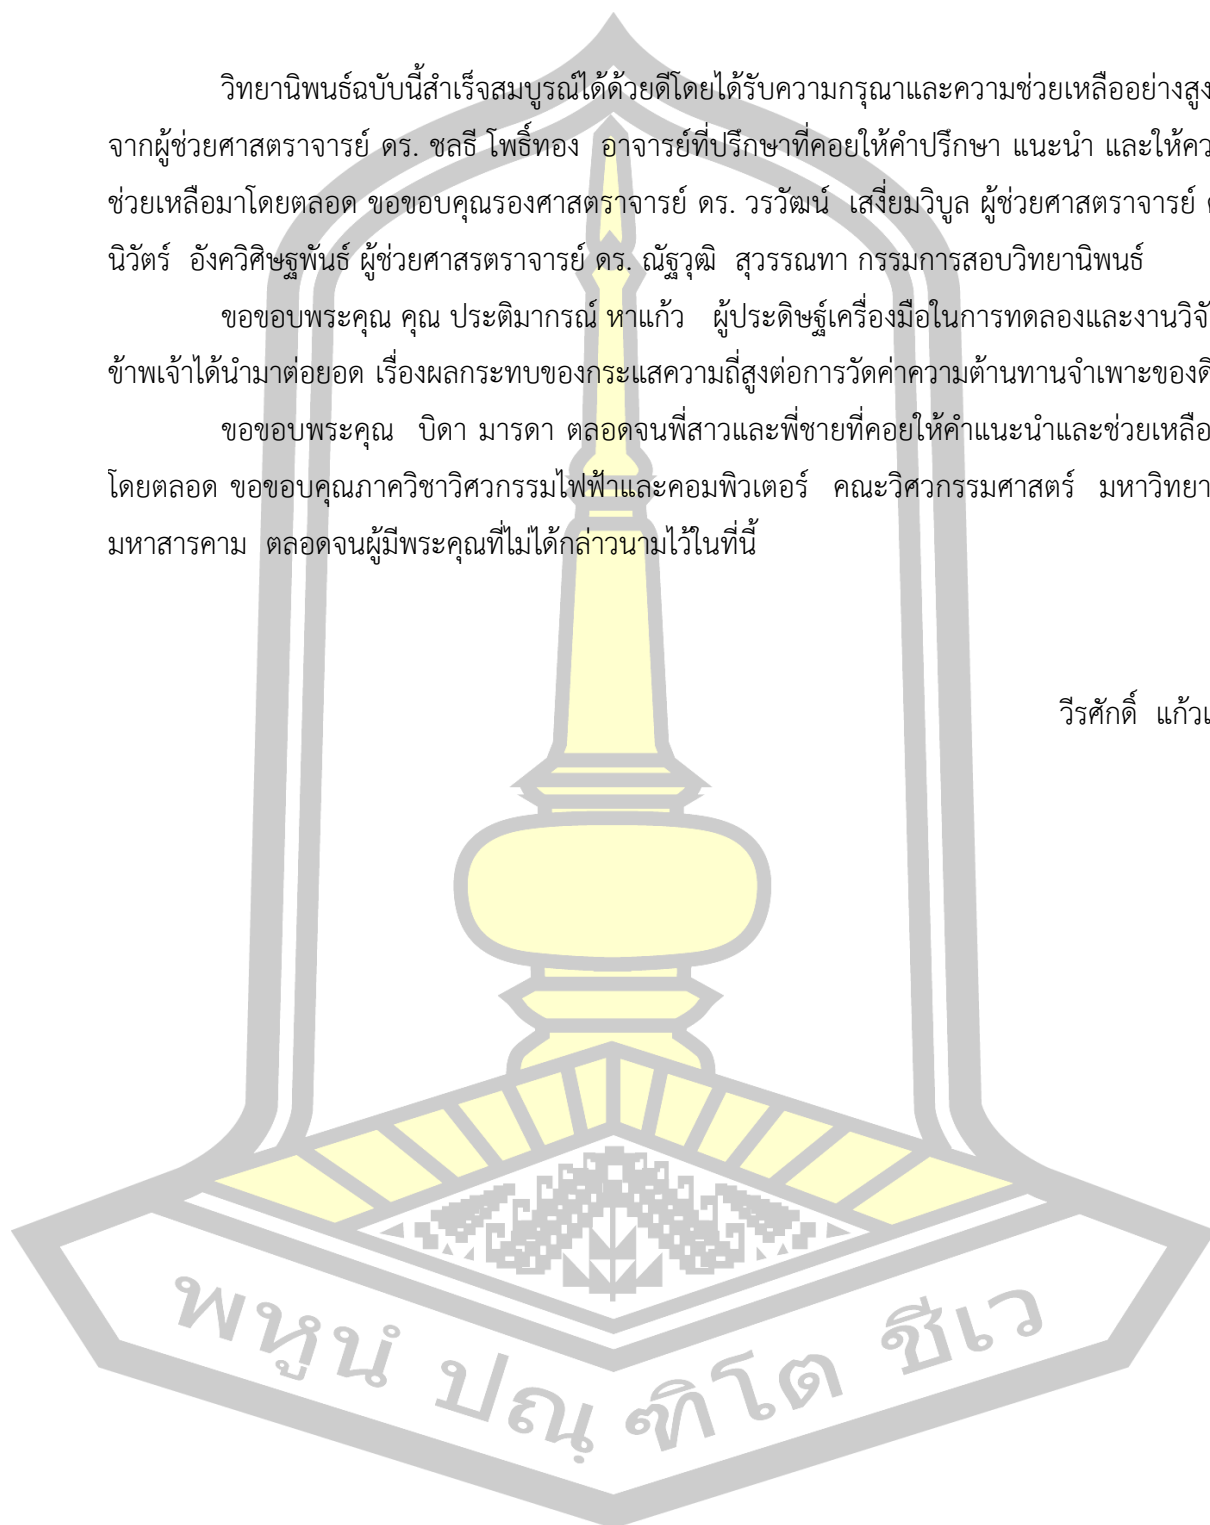 วิทยานิพนธ์ฉบับนี้สำเร็จสมบูรณ์ได้ด้วยดีโดยได้รับความกรุณาและความช่วยเหลืออย่างสูง
จากผู้ช่วยศาสตราจารย์ ดร. ชลธี โพธิ์ทอง อาจารย์ที่ปรึกษาที่คอยให้คำปรึกษา แนะนำ และให้คว
ช่วยเหลือมาโดยตลอด ขอขอบคุณรองศาสตราจารย์ ดร. วรวัฒน์ เสงี่ยมวิบูล ผู้ช่วยศาสตราจารย์
นิวัตร์ อังควิศิษฐพันธ์ ผู้ช่วยศาสรตราจารย์ ดร. ณัฐวุฒิ สุวรรณทา กรรมการสอบวิทยานิพนธ์
ขอขอบพระคุณ คุณ ประติมากรณ์ หาแก้ว ผู้ประดิษฐ์เครื่องมือในการทดลองและงานวิจั
ข้าพเจ้าได้นำมาต่อยอด เรื่องผลกระทบของกระแสความถี่สูงต่อการวัดค่าความต้านทานจำเพาะของดิ
ขอขอบพระคุณ บิดา มารดา ตลอดจนพี่สาวและพี่ชายที่คอยให้คำแนะนำและช่วยเหลือ
โดยตลอด ขอขอบคุณภาควิชาวิศวกรรมไฟฟ้าและคอมพิวเตอร์ คณะวิศวกรรมศาสตร์ มหาวิทยา
มหาสารคาม ตลอดจนผู้มีพระคุณที่ไม่ได้กล่าวนามไว้ในที่นี้
วีรศักดิ์ แก้วเ
พหูนํ ปณฺฑิโต ชีเว